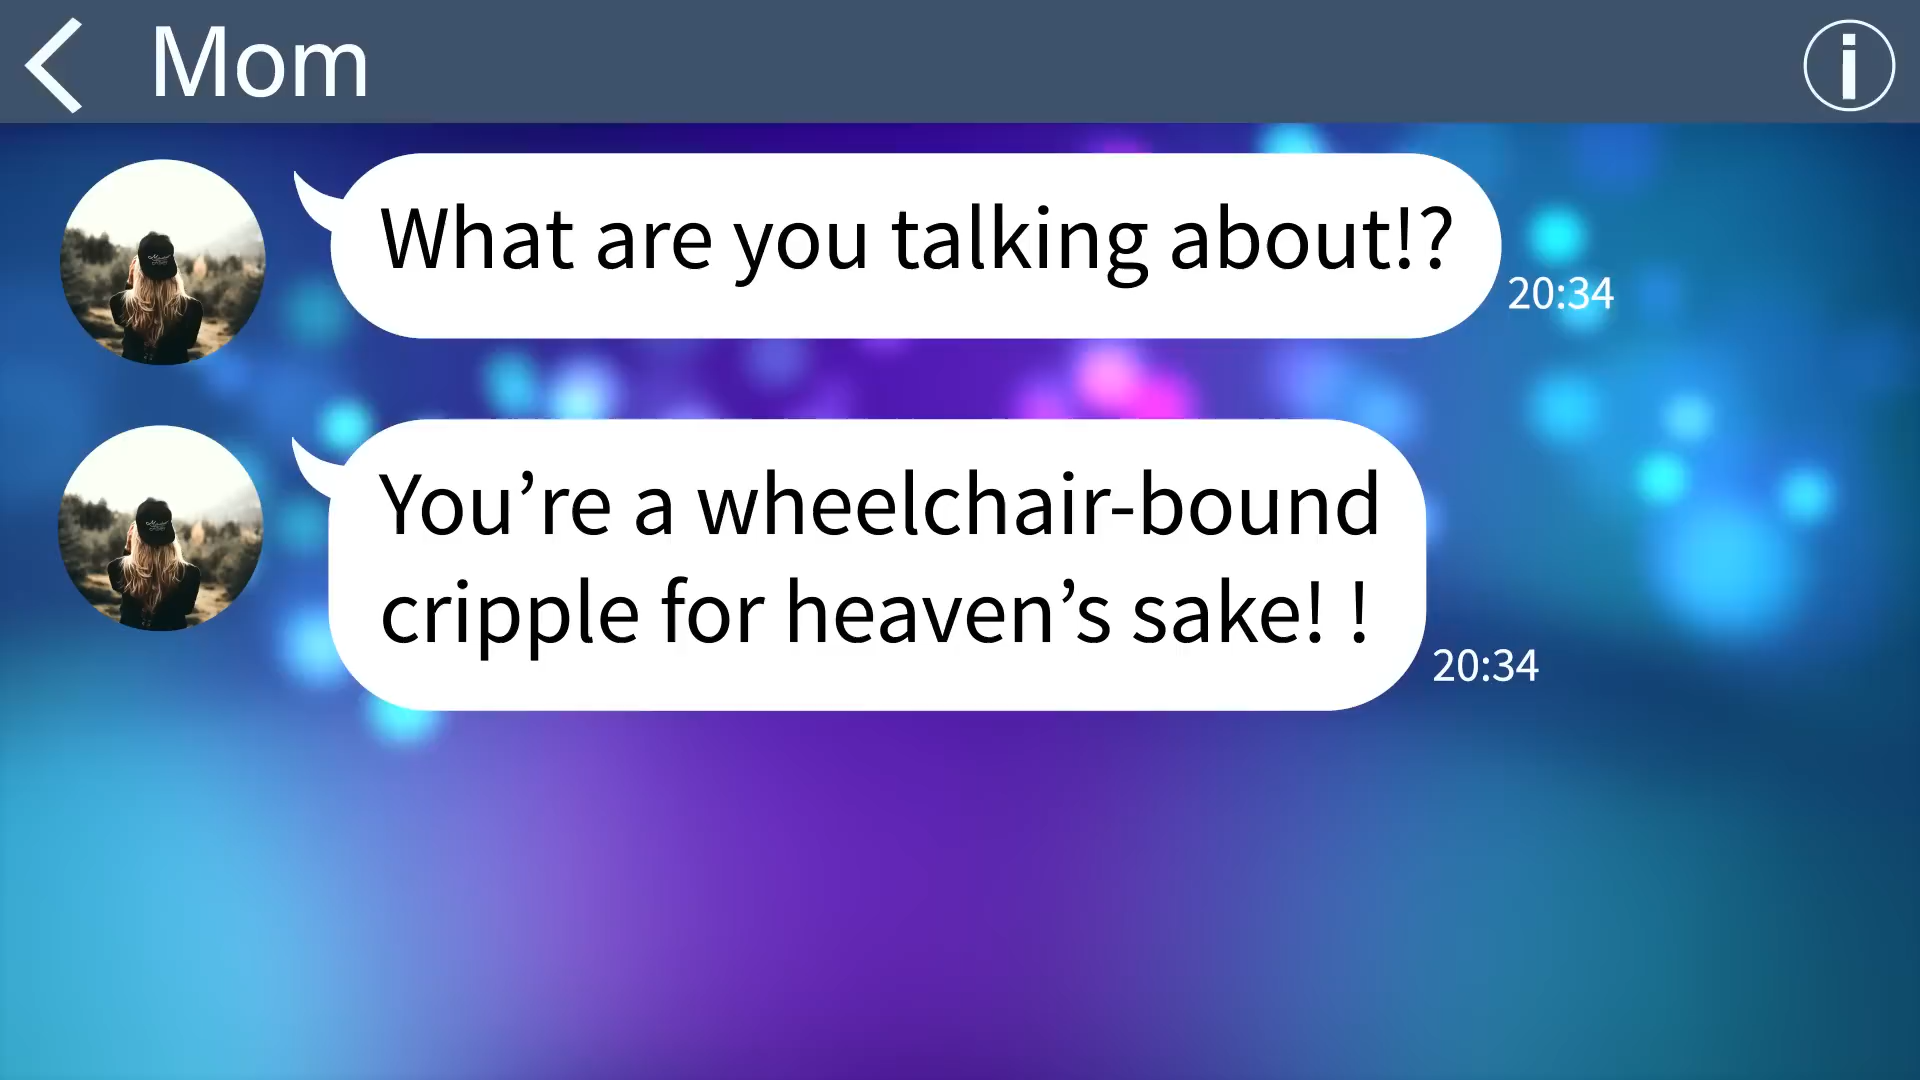 Mom
What are you talking about!?
20:34
You’re a wheelchair-bound
cripple for heaven’s sake! !
20:34